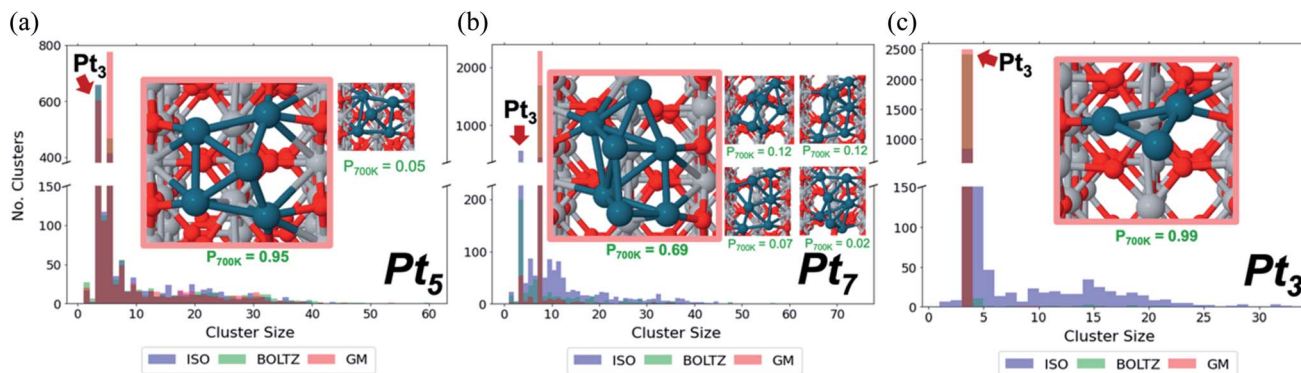 (a)
800
600
400
150
100
50
0
No. Clusters
Pt3
P700K = 0.95
P700K = 0.05
Pt5
0 10 20 30 40 50 60
Cluster Size
ISO BOLTZ GM
(b)
2000
1000
200
100
0
Pt3
P700K = 0.69
P700K = 0.12
P700K = 0.12
P700K = 0.07
P700K = 0.02
Pt7
0 10 20 30 40 50 60
Cluster Size
ISO BOLTZ GM
(c)
2500
2000
1500
1000
150
100
50
0
Pt3
P700K = 0.99
Pt3
0 5 10 15 20 25 30
Cluster Size
ISO BOLTZ GM